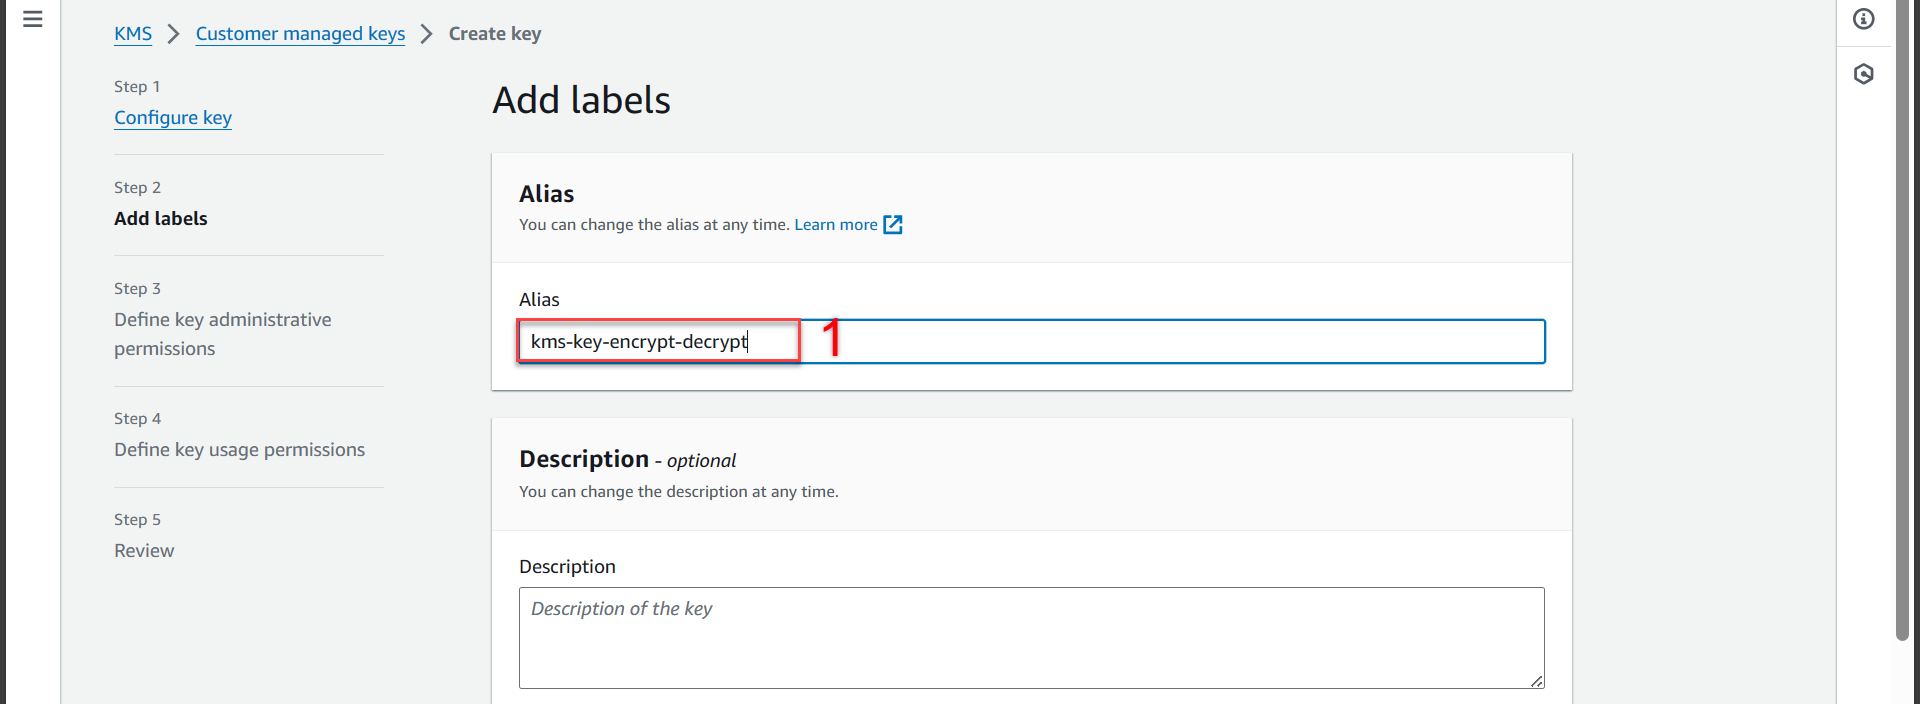 KMS > Customer managed keys > Create key
Step 1
Configure key
Step 2
Add labels
Step 3
Define key administrative
permissions
Step 4
Define key usage permissions
Step 5
Review
Add labels
Alias
You can change the alias at any time. Learn more
Alias
kms-key-encrypt-decrypt 1
Description - optional
You can change the description at any time.
Description
Description of the key